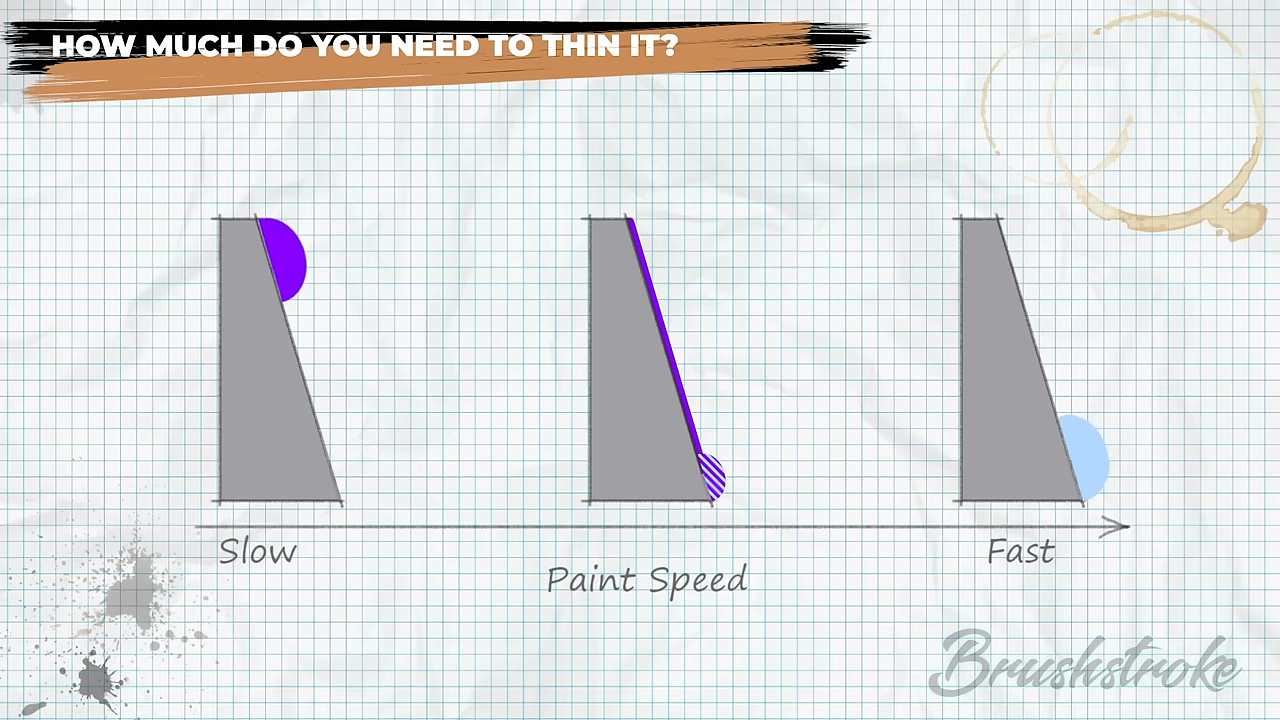 HOW MUCH DO YOU NEED TO THIN IT?
Slow
Fast
Paint Speed
Brushstroke